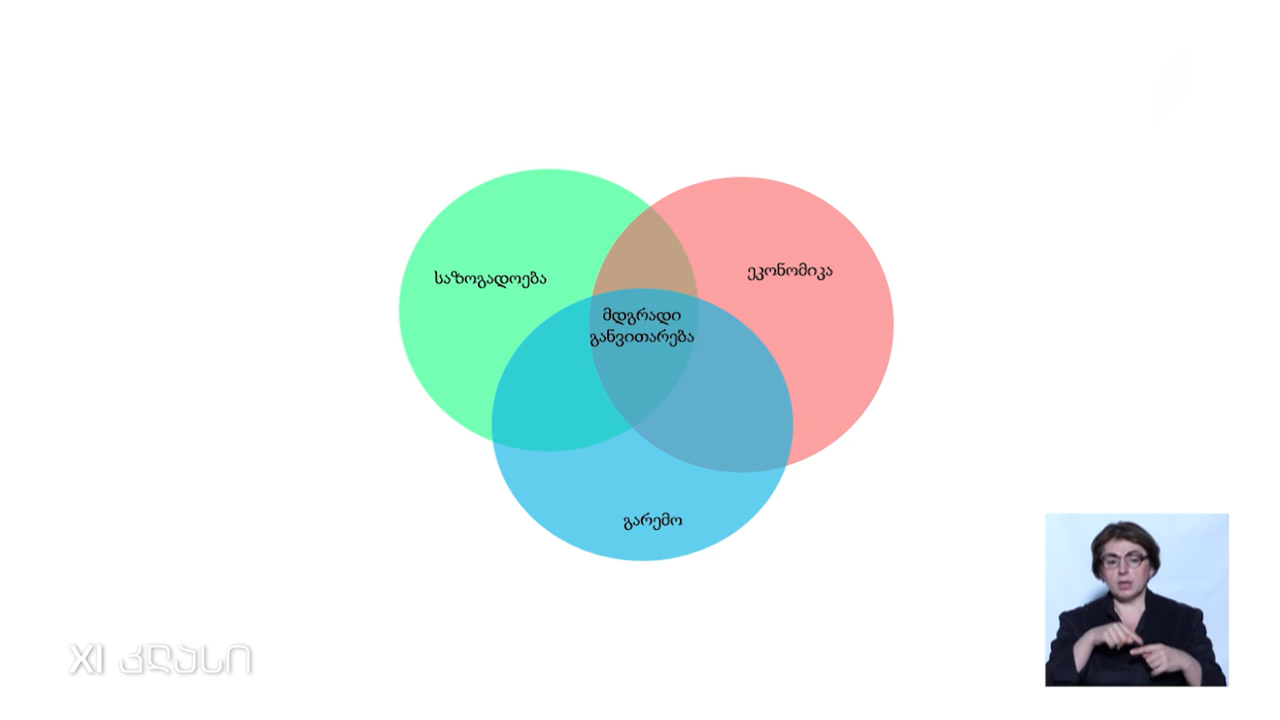 საზოგადოება
ეკონომიკა
მდგრადი
განვითარება
გარემო
XI კლასი